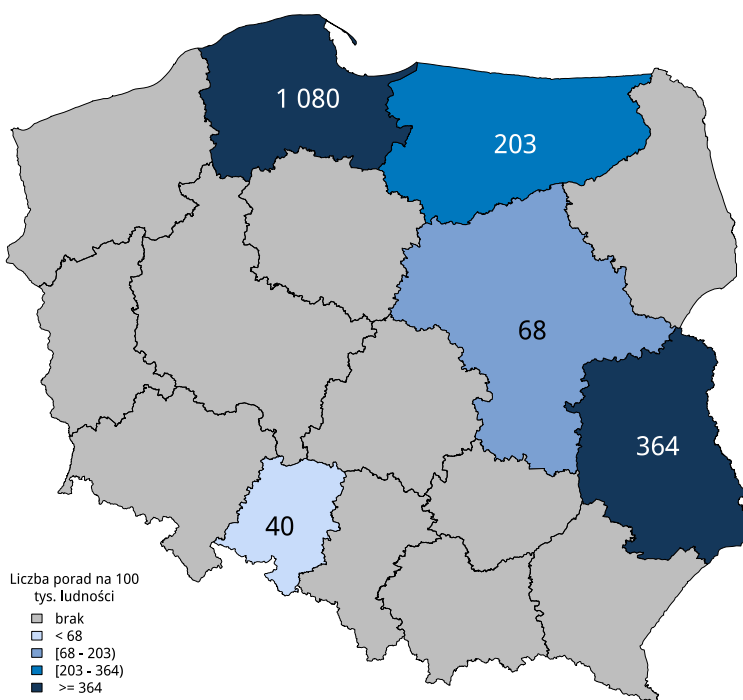 1 080
203
68
364
40
Liczba porad na 100
tys. ludności
brak
< 68
[68 - 203)
[203 - 364)
>= 364